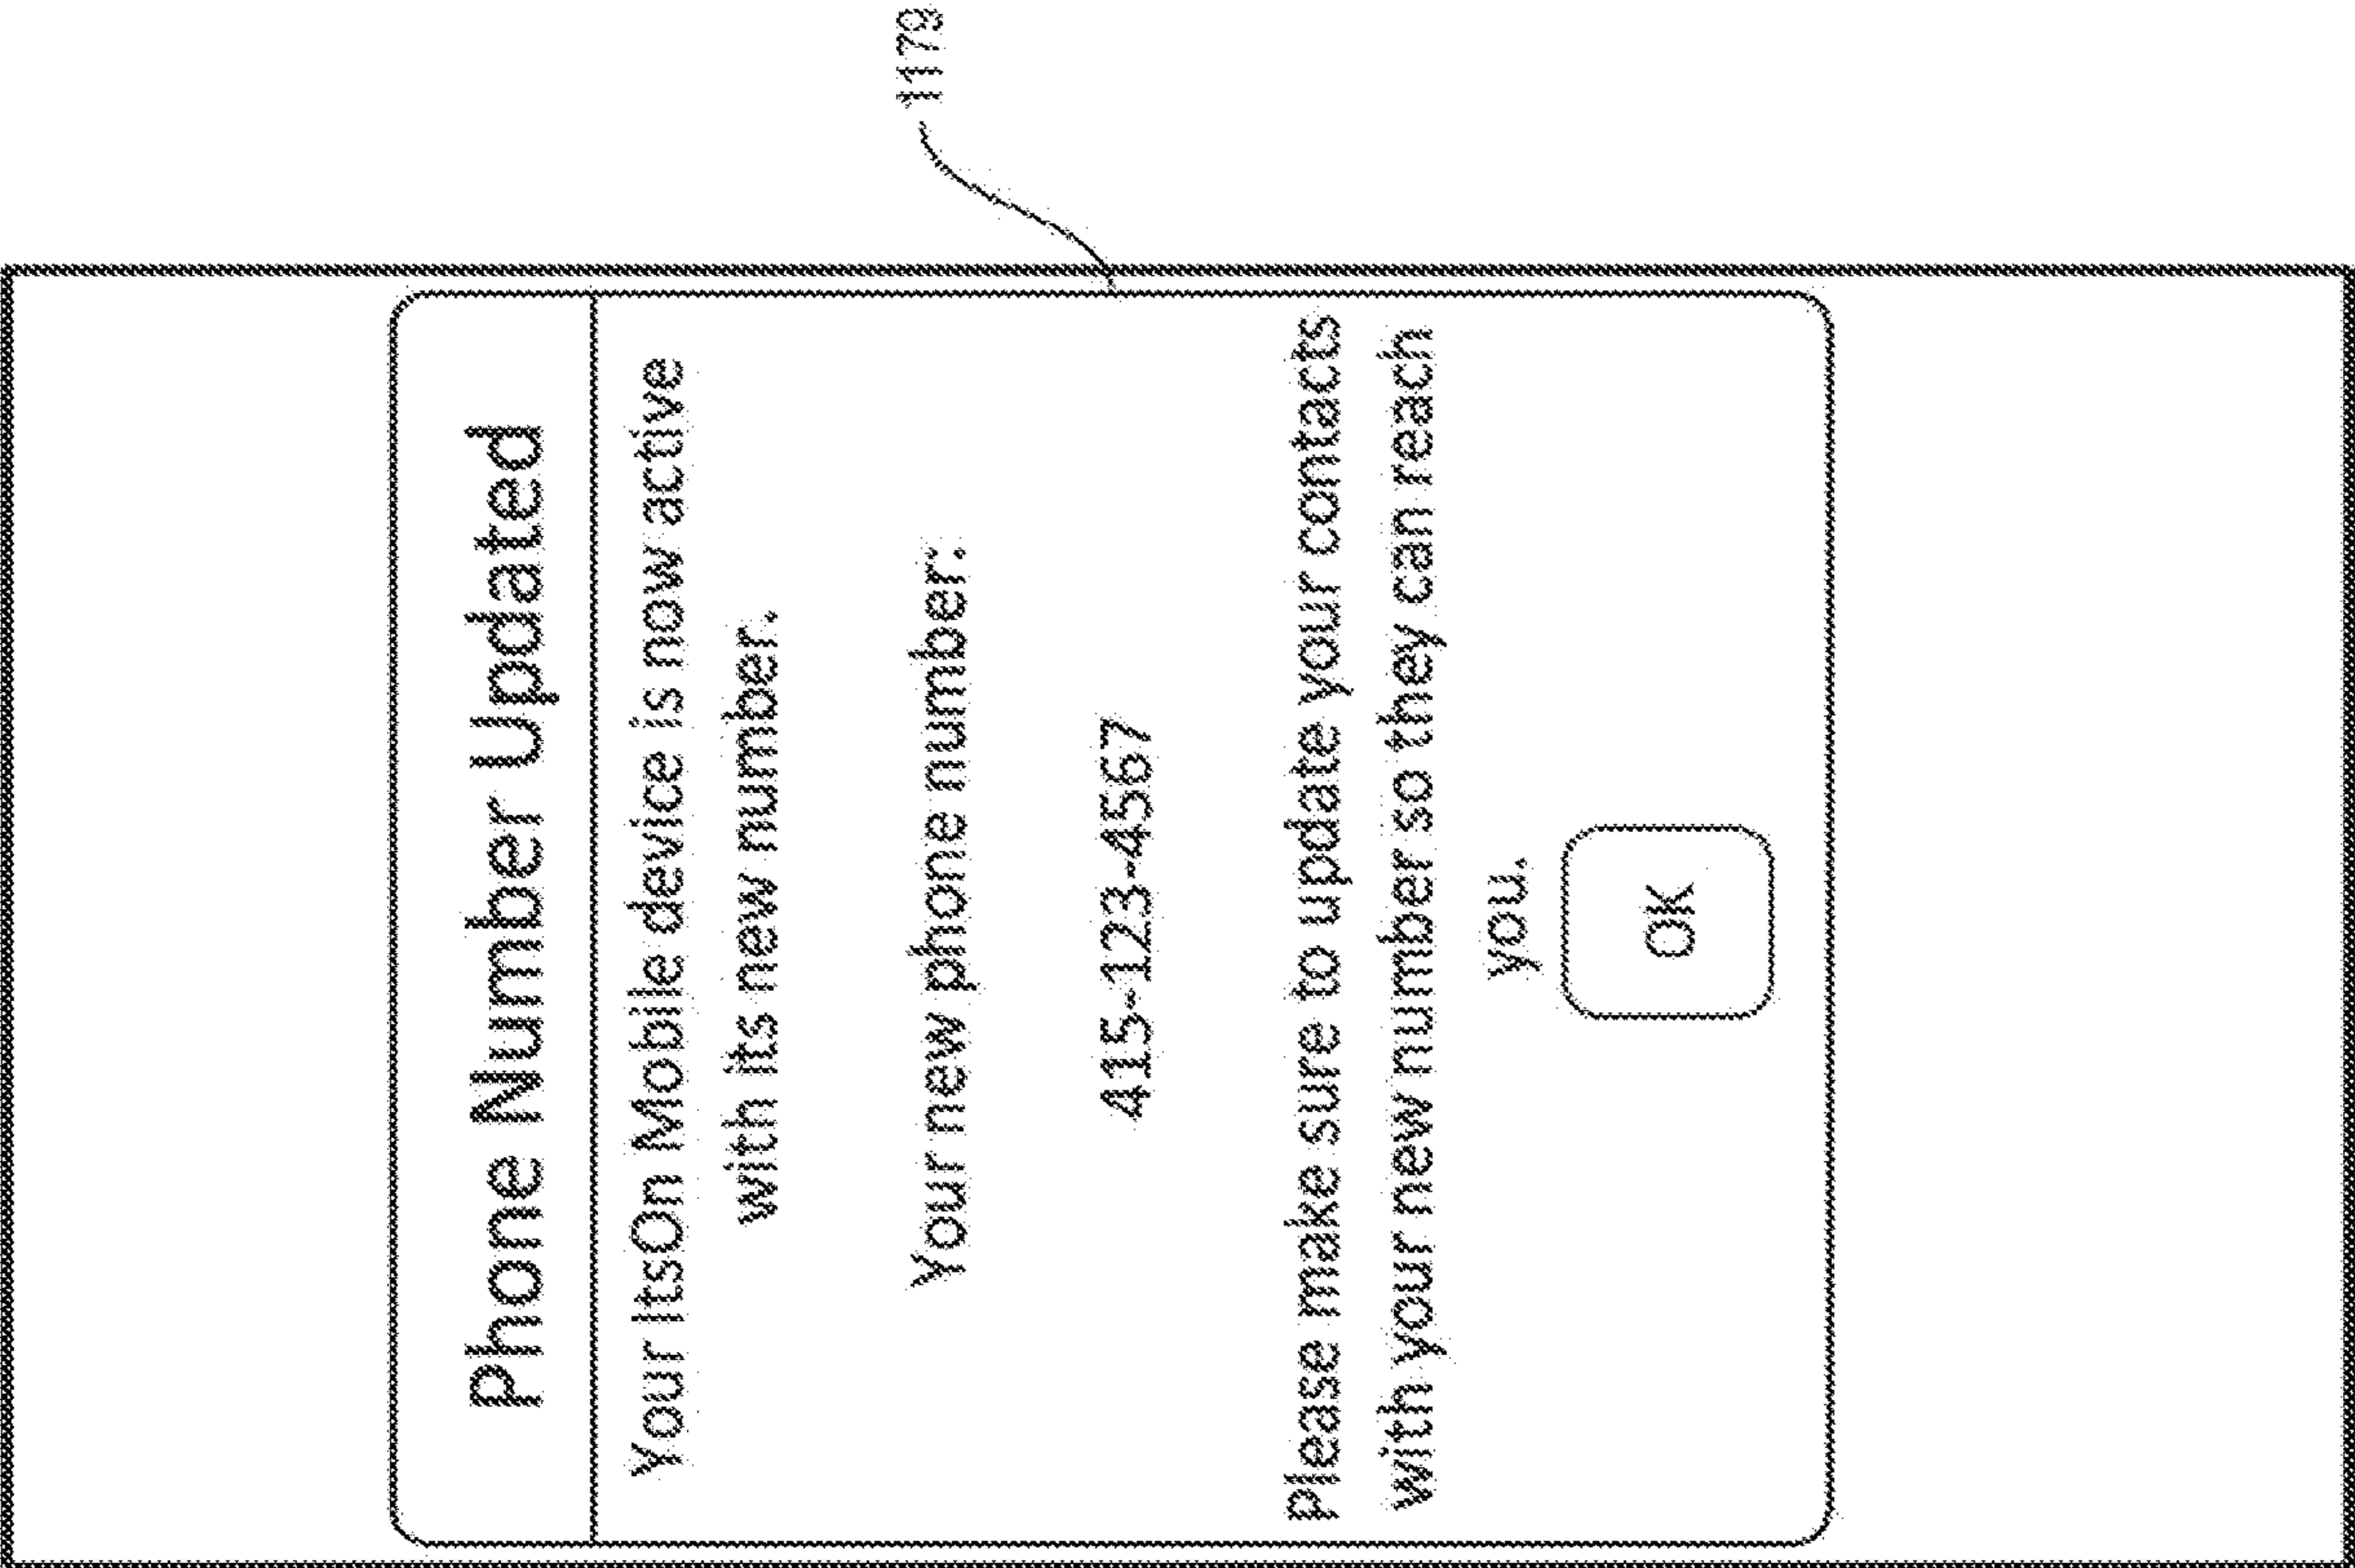 1179
Phone Number Updated
Your ItsOn Mobile device is now active
with its new number.
Your new phone number:
415-123-4567
Please make sure to update your contacts
with your new number so they can reach
you.
OK